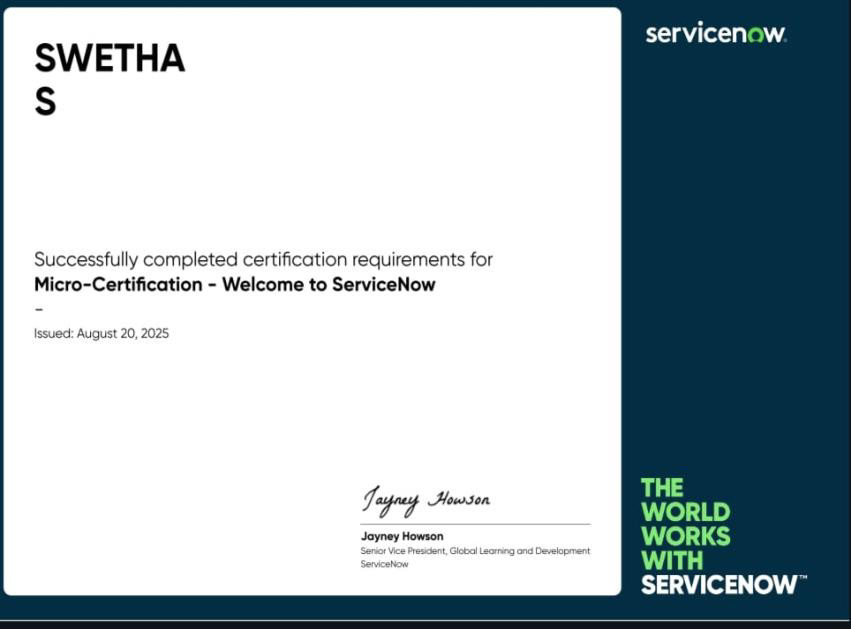 SWETHA
S
Successfully completed certification requirements for
Micro-Certification - Welcome to ServiceNow
-
Issued: August 20, 2025
Jayney Howson
Jayney Howson
Senior Vice President, Global Learning and Development
ServiceNow
servicenow.
THE
WORLD
WORKS
WITH
SERVICENOW™